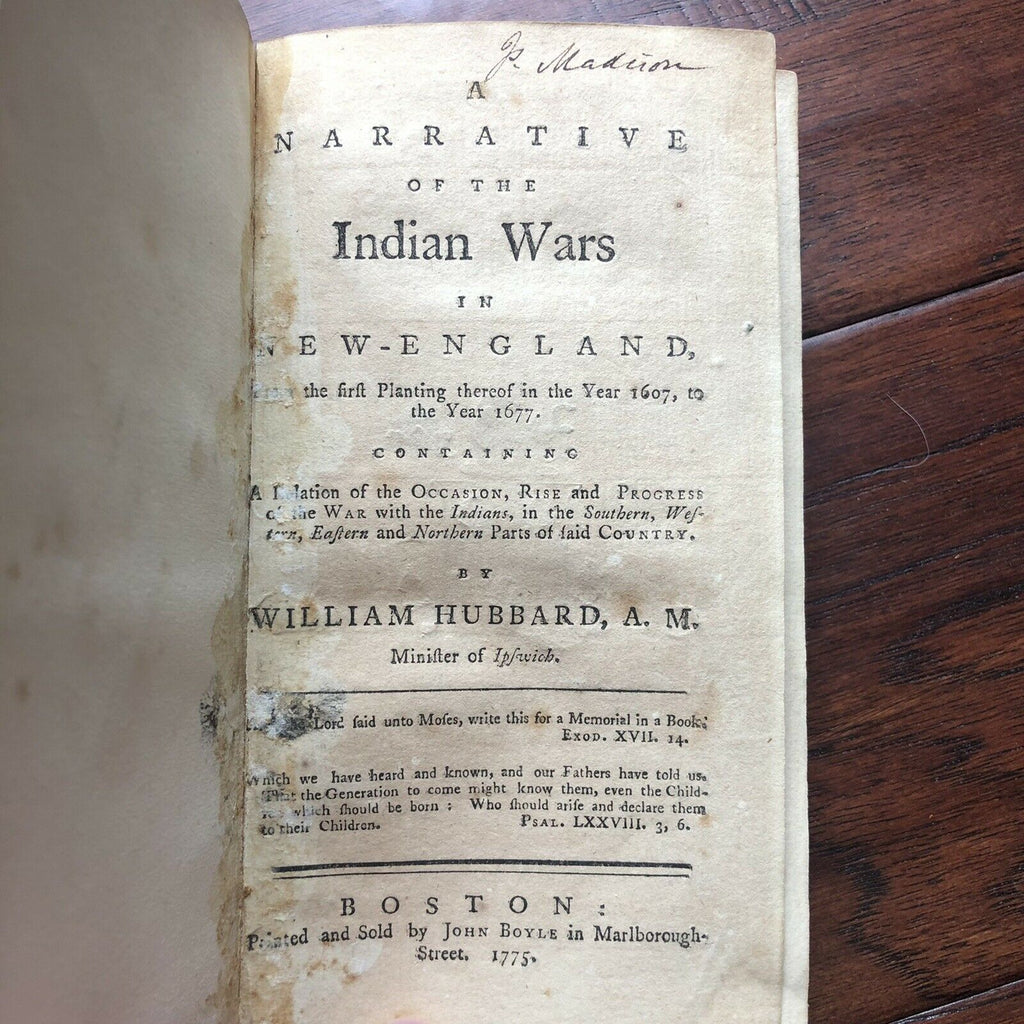 J. Madison
A
NARRATIVE
OF THE
Indian Wars
IN
NEW-ENGLAND,
the firſt Planting thereof in the Year 1607, to
the Year 1677.
CONTAINING
A Relation of the OCCASION, RISE and PROGRESS
of the WAR with the Indians, in the Southern, Weſ-
tern, Eaſtern and Northern Parts of ſaid COUNTRY.
BY
WILLIAM HUBBARD, A. M.
Miniſter of Ipſwich.
Lord ſaid unto Moſes, write this for a Memorial in a Book.
EXOD. XVII. 14.
Which we have heard and known, and our Fathers have told us.
That the Generation to come might know them, even the Child-
which ſhould be born: Who ſhould ariſe and declare them
to their Children. PSAL. LXXVIII. 3, 6.
BOSTON:
Printed and Sold by JOHN BOYLE in Marlborough-
Street. 1775.